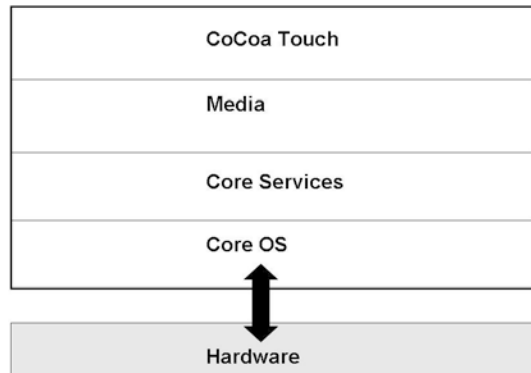 CoCoa Touch
Media
Core Services
Core OS
Hardware